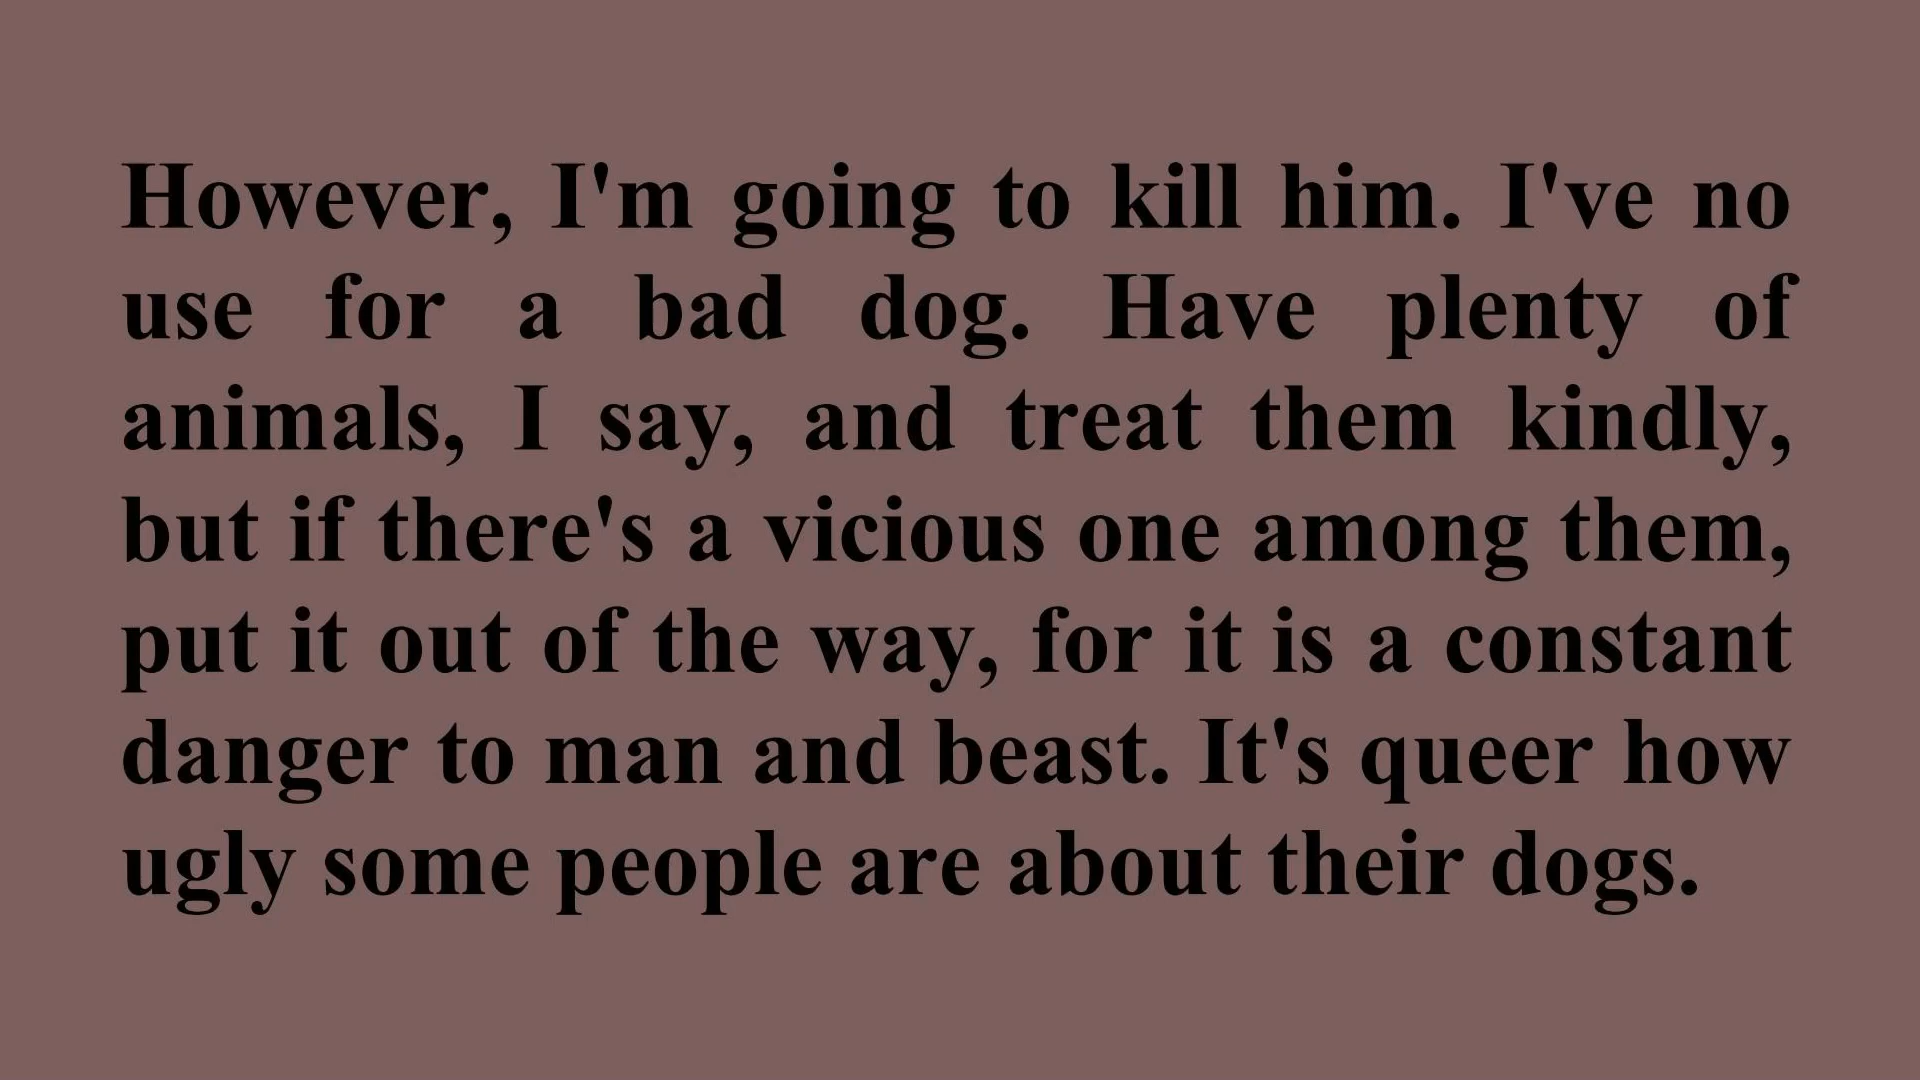 However, I'm going to kill him. I've no
use for a bad dog. Have plenty of
animals, I say, and treat them kindly,
but if there's a vicious one among them,
put it out of the way, for it is a constant
danger to man and beast. It's queer how
ugly some people are about their dogs.